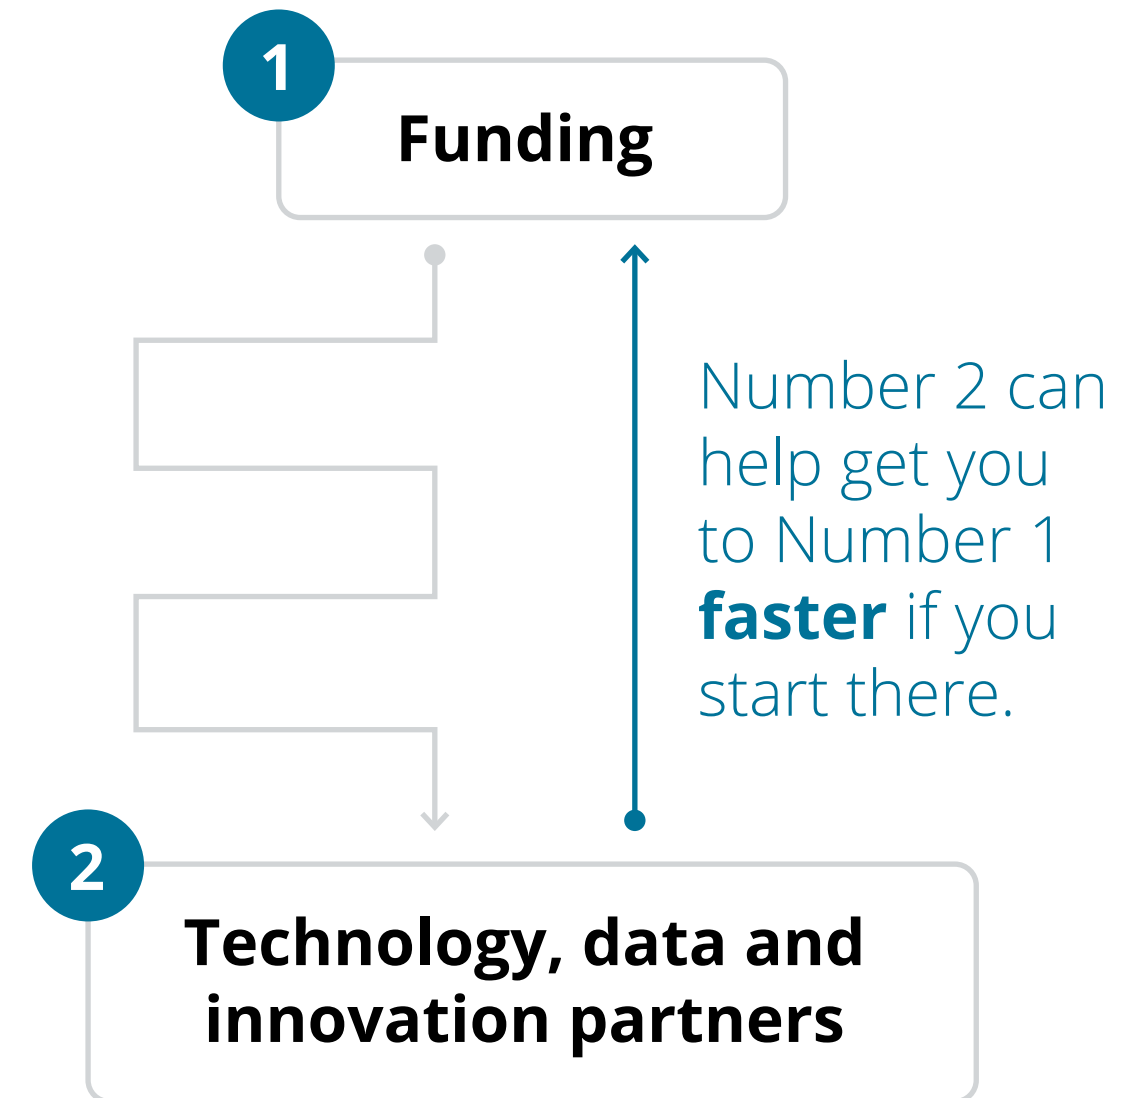 1
Funding
Number 2 can
help get you
to Number 1
faster if you
start there.
2
Technology, data and
innovation partners